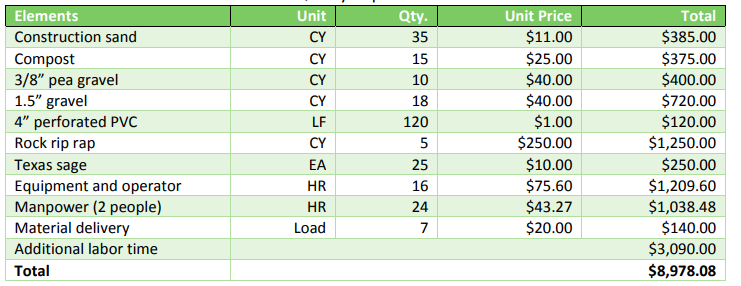 Elements Unit Qty. Unit Price Total
Construction sand CY 35 $11.00 $385.00
Compost CY 15 $25.00 $375.00
3/8” pea gravel CY 10 $40.00 $400.00
1.5” gravel CY 18 $40.00 $720.00
4” perforated PVC LF 120 $1.00 $120.00
Rock rip rap CY 5 $250.00 $1,250.00
Texas sage EA 25 $10.00 $250.00
Equipment and operator HR 16 $75.60 $1,209.60
Manpower (2 people) HR 24 $43.27 $1,038.48
Material delivery Load 7 $20.00 $140.00
Additional labor time $3,090.00
Total $8,978.08